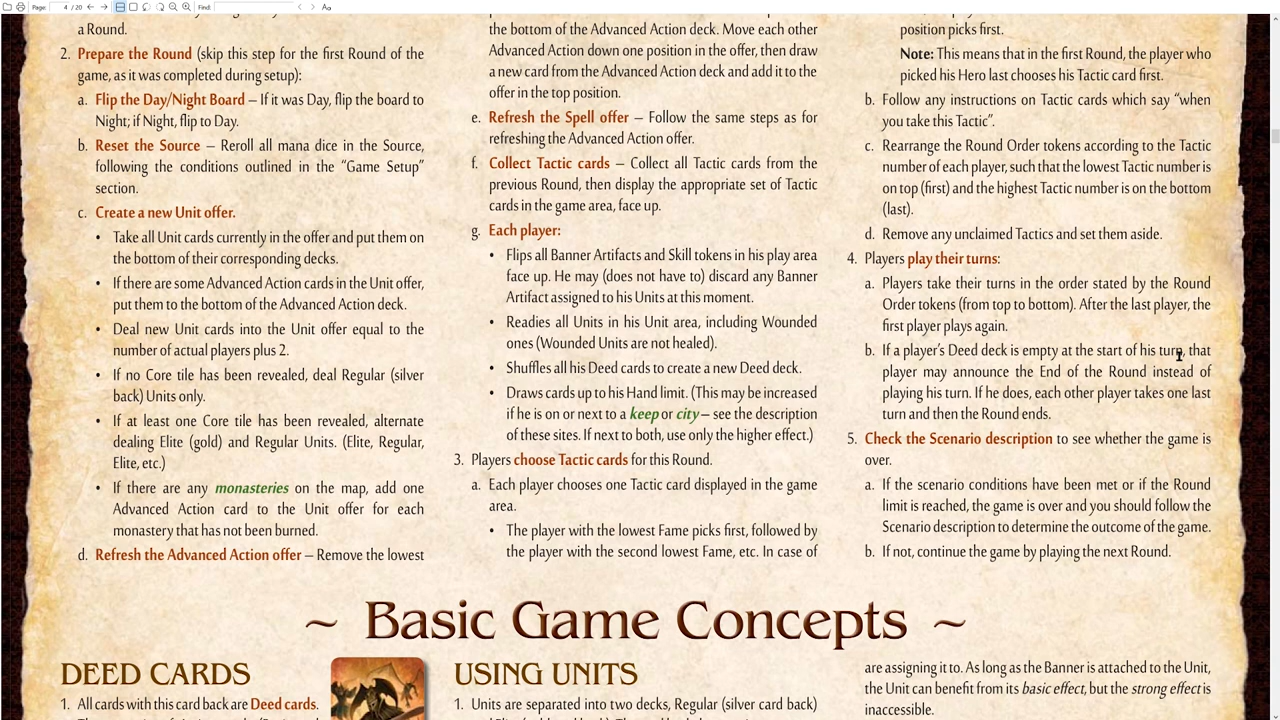 Page: 4 / 20 Find: Aa
a Round.
2. Prepare the Round (skip this step for the first Round of the
game, as it was completed during setup):
a. Flip the Day/Night Board – If it was Day, flip the board to
Night; if Night, flip to Day.
b. Reset the Source – Reroll all mana dice in the Source,
following the conditions outlined in the “Game Setup”
section.
c. Create a new Unit offer.
• Take all Unit cards currently in the offer and put them on
the bottom of their corresponding decks.
• If there are some Advanced Action cards in the Unit offer,
put them to the bottom of the Advanced Action deck.
• Deal new Unit cards into the Unit offer equal to the
number of actual players plus 2.
• If no Core tile has been revealed, deal Regular (silver
back) Units only.
• If at least one Core tile has been revealed, alternate
dealing Elite (gold) and Regular Units. (Elite, Regular,
Elite, etc.)
• If there are any monasteries on the map, add one
Advanced Action card to the Unit offer for each
monastery that has not been burned.
d. Refresh the Advanced Action offer – Remove the lowest
the bottom of the Advanced Action deck. Move each other
Advanced Action down one position in the offer, then draw
a new card from the Advanced Action deck and add it to the
offer in the top position.
e. Refresh the Spell offer – Follow the same steps as for
refreshing the Advanced Action offer.
f. Collect Tactic cards – Collect all Tactic cards from the
previous Round, then display the appropriate set of Tactic
cards in the game area, face up.
g. Each player:
• Flips all Banner Artifacts and Skill tokens in his play area
face up. He may (does not have to) discard any Banner
Artifact assigned to his Units at this moment.
• Readies all Units in his Unit area, including Wounded
ones (Wounded Units are not healed).
• Shuffles all his Deed cards to create a new Deed deck.
• Draws cards up to his Hand limit. (This may be increased
if he is on or next to a keep or city – see the description
of these sites. If next to both, use only the higher effect.)
3. Players choose Tactic cards for this Round.
a. Each player chooses one Tactic card displayed in the game
area.
• The player with the lowest Fame picks first, followed by
the player with the second lowest Fame, etc. In case of
position picks first.
Note: This means that in the first Round, the player who
picked his Hero last chooses his Tactic card first.
b. Follow any instructions on Tactic cards which say “when
you take this Tactic”.
c. Rearrange the Round Order tokens according to the Tactic
number of each player, such that the lowest Tactic number is
on top (first) and the highest Tactic number is on the bottom
(last).
d. Remove any unclaimed Tactics and set them aside.
4. Players play their turns:
a. Players take their turns in the order stated by the Round
Order tokens (from top to bottom). After the last player, the
first player plays again.
b. If a player’s Deed deck is empty at the start of his turn, that
player may announce the End of the Round instead of
playing his turn. If he does, each other player takes one last
turn and then the Round ends.
5. Check the Scenario description to see whether the game is
over.
a. If the scenario conditions have been met or if the Round
limit is reached, the game is over and you should follow the
Scenario description to determine the outcome of the game.
b. If not, continue the game by playing the next Round.
~ Basic Game Concepts ~
DEED CARDS
1. All cards with this card back are Deed cards.
USING UNITS
1. Units are separated into two decks, Regular (silver card back)
are assigning it to. As long as the Banner is attached to the Unit,
the Unit can benefit from its basic effect, but the strong effect is
inaccessible.